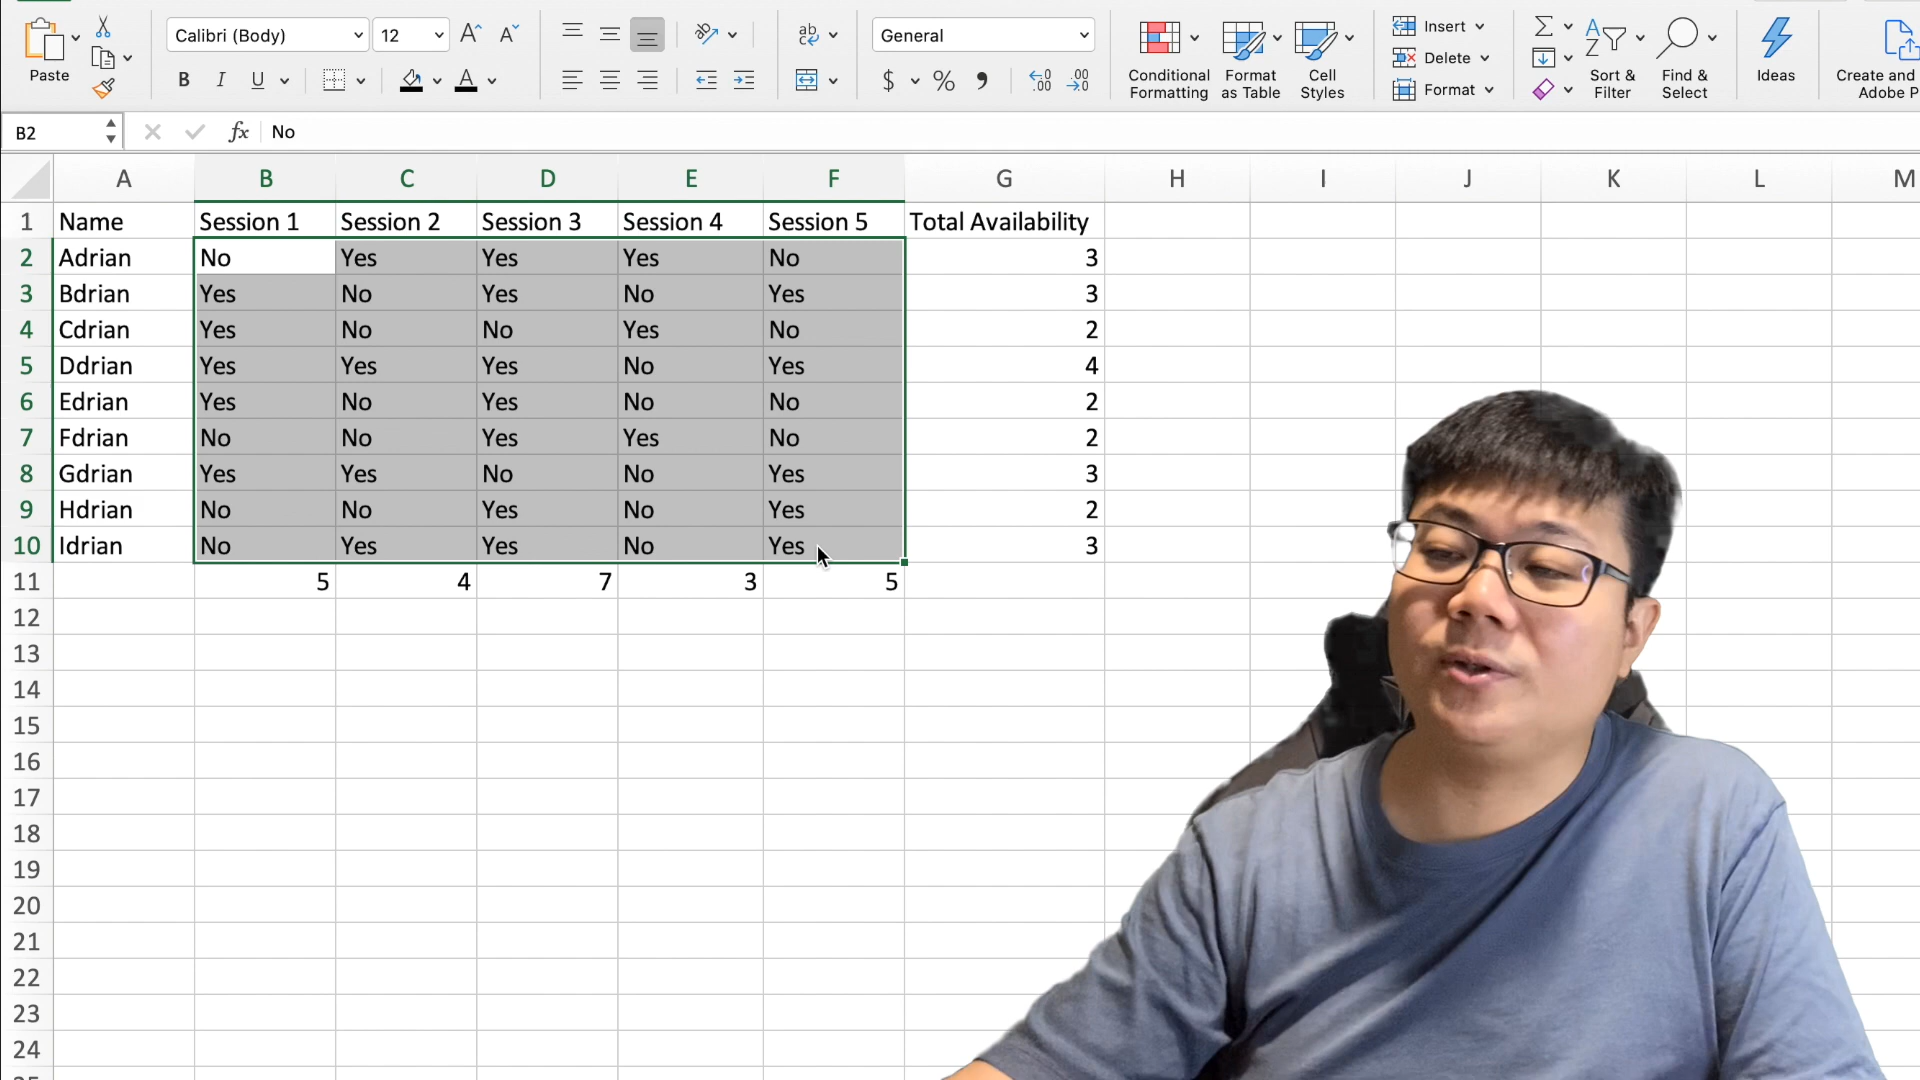 Paste
Calibri (Body) 12
B I U
General
$ %
Conditional Formatting
Format as Table
Cell Styles
Insert
Delete
Format
Sort & Filter
Find & Select
Ideas
Create and
Adobe P
B2 fx No
A B C D E F G H I J K L M
1 Name Session 1 Session 2 Session 3 Session 4 Session 5 Total Availability
2 Adrian No Yes Yes Yes No 3
3 Bdrian Yes No Yes No Yes 3
4 Cdrian Yes No No Yes No 2
5 Ddrian Yes Yes Yes No Yes 4
6 Edrian Yes No Yes No No 2
7 Fdrian No No Yes Yes No 2
8 Gdrian Yes Yes No No Yes 3
9 Hdrian No No Yes No Yes 2
10 Idrian No Yes Yes No Yes 3
11 5 4 7 3 5
12
13
14
15
16
17
18
19
20
21
22
23
24